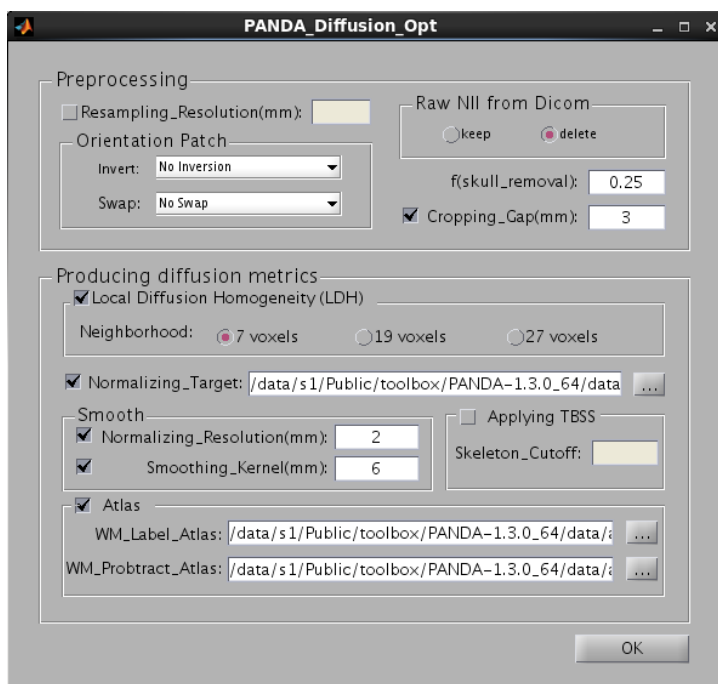 PANDA_Diffusion_Opt
Preprocessing
Resampling_Resolution(mm):
Orientation Patch
Invert: No Inversion
Swap: No Swap
Raw NII from Dicom
keep delete
f(skull_removal): 0.25
Cropping_Gap(mm): 3
Producing diffusion metrics
Local Diffusion Homogeneity (LDH)
Neighborhood: 7 voxels 19 voxels 27 voxels
Normalizing_Target: /data/s1/Public/toolbox/PANDA-1.3.0_64/data ...
Smooth
Normalizing_Resolution(mm): 2
Smoothing_Kernel(mm): 6
Applying TBSS
Skeleton_Cutoff:
Atlas
WM_Label_Atlas: /data/s1/Public/toolbox/PANDA-1.3.0_64/data/a ...
WM_Probtract_Atlas: /data/s1/Public/toolbox/PANDA-1.3.0_64/data/a ...
OK